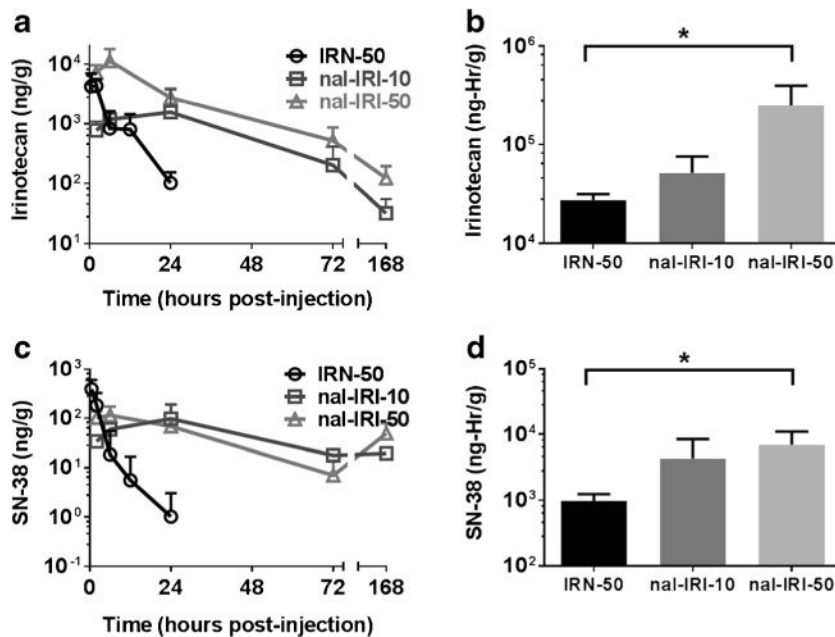 a
Irinotecan (ng/g)
10⁴
10³
10²
10¹
0 24 48 72 168
Time (hours post-injection)
IRN-50
nal-IRI-10
nal-IRI-50
b
Irinotecan (ng-Hr/g)
10⁶
10⁵
10⁴
*
IRN-50 nal-IRI-10 nal-IRI-50
c
SN-38 (ng/g)
10³
10²
10¹
10⁰
10⁻¹
0 24 48 72 168
Time (hours post-injection)
IRN-50
nal-IRI-10
nal-IRI-50
d
SN-38 (ng-Hr/g)
10⁵
10⁴
10³
10²
*
IRN-50 nal-IRI-10 nal-IRI-50